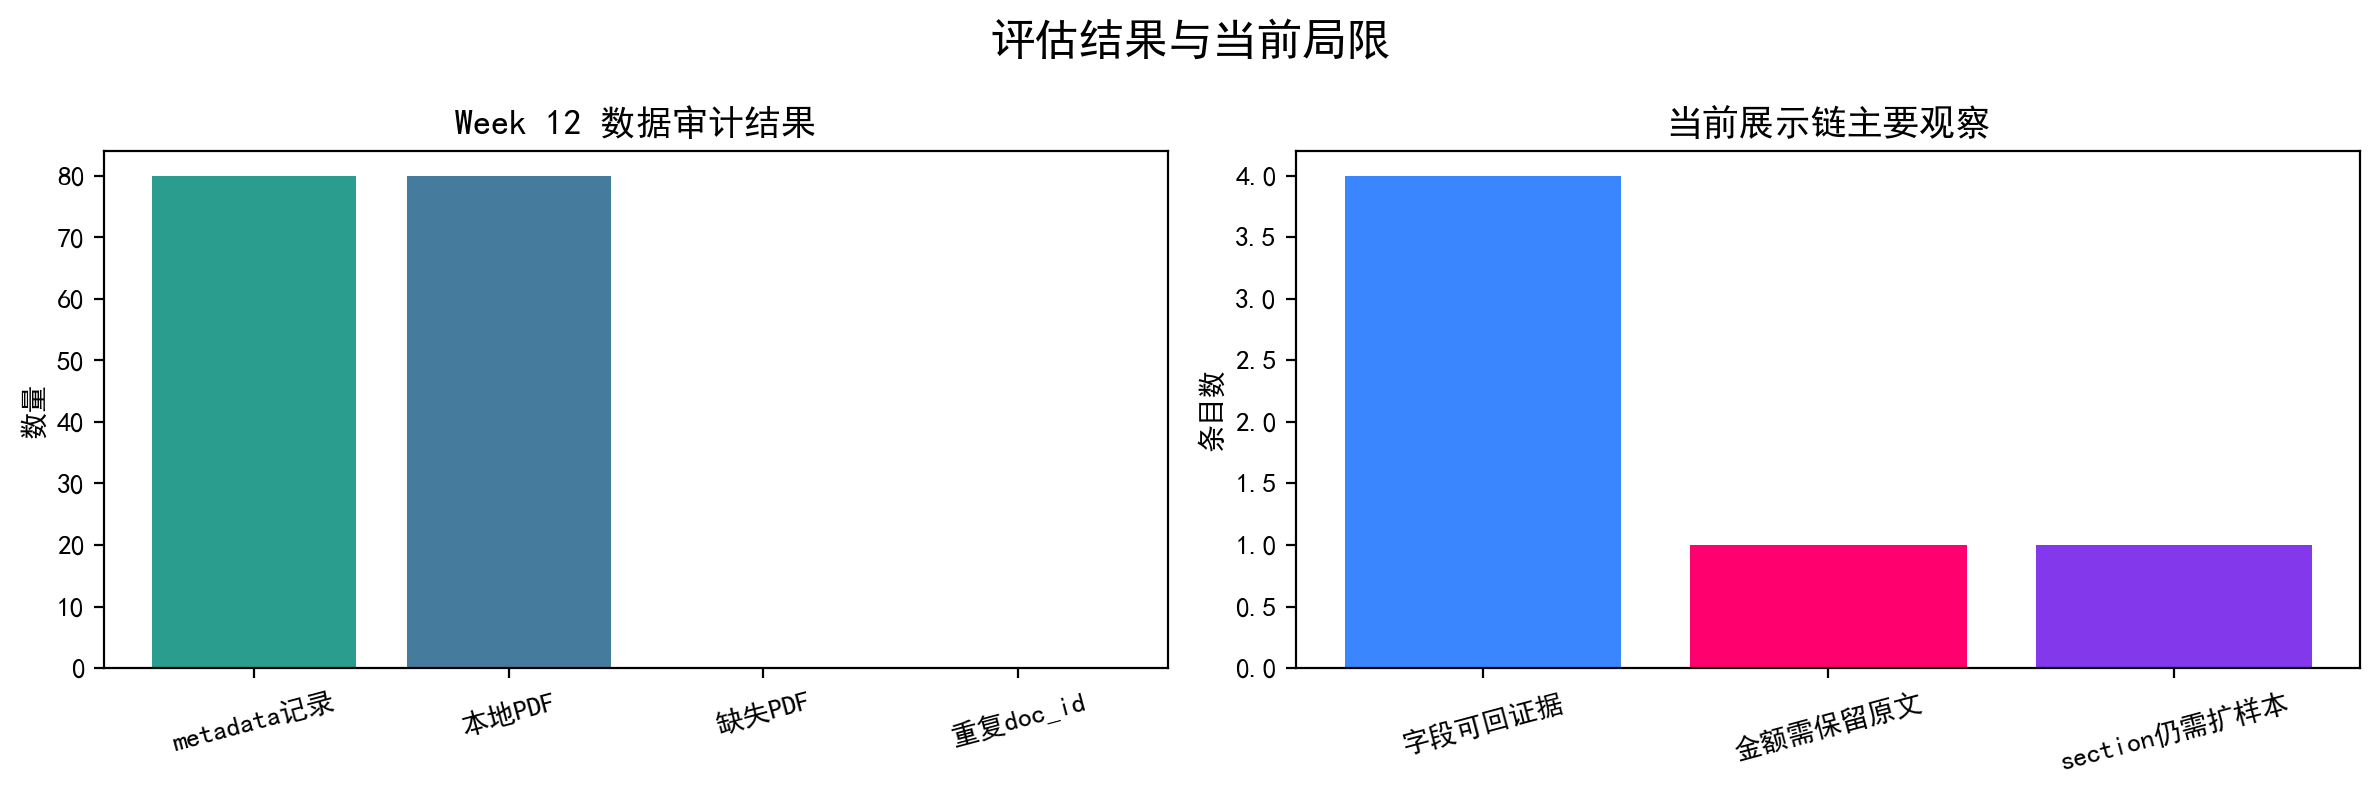 评估结果与当前局限
Week 12 数据审计结果
数量
80
70
60
50
40
30
20
10
0
metadata记录
本地PDF
缺失PDF
重复doc_id
当前展示链主要观察
条目数
4.0
3.5
3.0
2.5
2.0
1.5
1.0
0.5
0.0
字段可回证据
金额需保留原文
section仍需扩样本